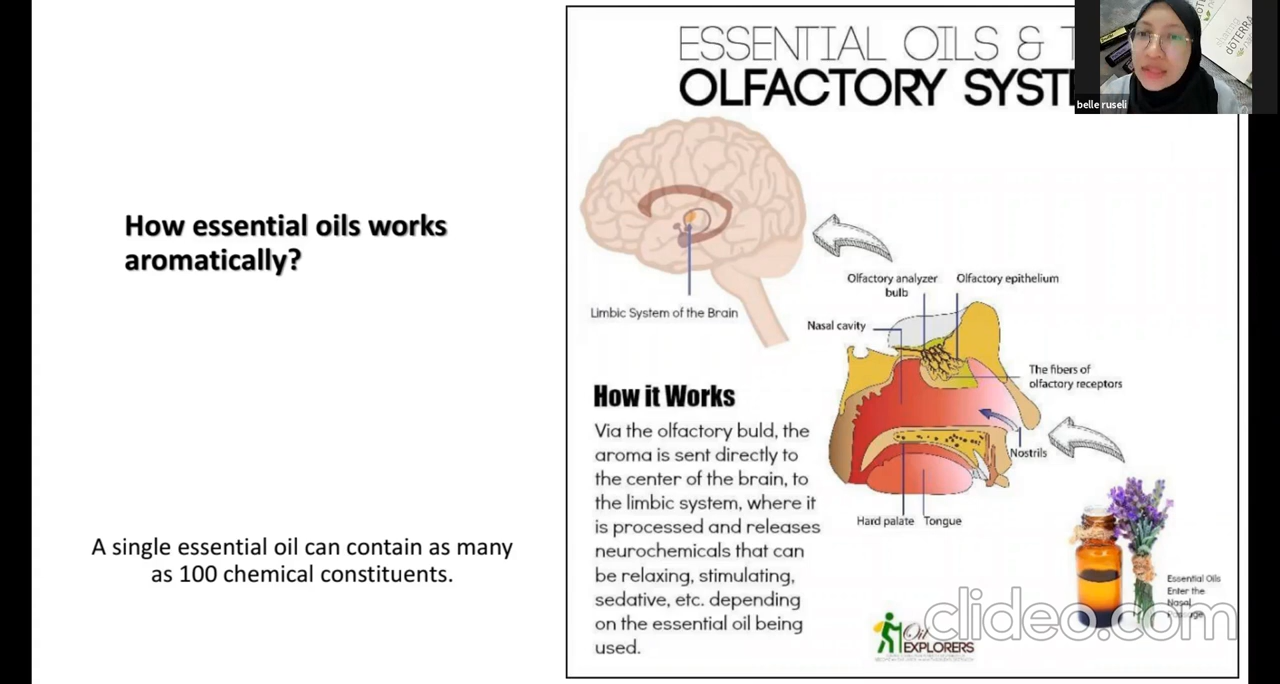 How essential oils works
aromatically?
A single essential oil can contain as many
as 100 chemical constituents.
ESSENTIAL OILS &
OLFACTORY
belle ruseli
dōTERRA
Limbic System of the Brain
Olfactory analyzer
bulb
Olfactory epithelium
Nasal cavity
The fibers of
olfactory receptors
Nostrils
Hard palate
Tongue
How it Works
Via the olfactory buld, the
aroma is sent directly to
the center of the brain, to
the limbic system, where it
is processed and releases
neurochemicals that can
be relaxing, stimulating,
sedative, etc. depending
on the essential oil being
used.
Essential Oils
Enter the
Nasal
Oil
EXPLORERS
clideo.com